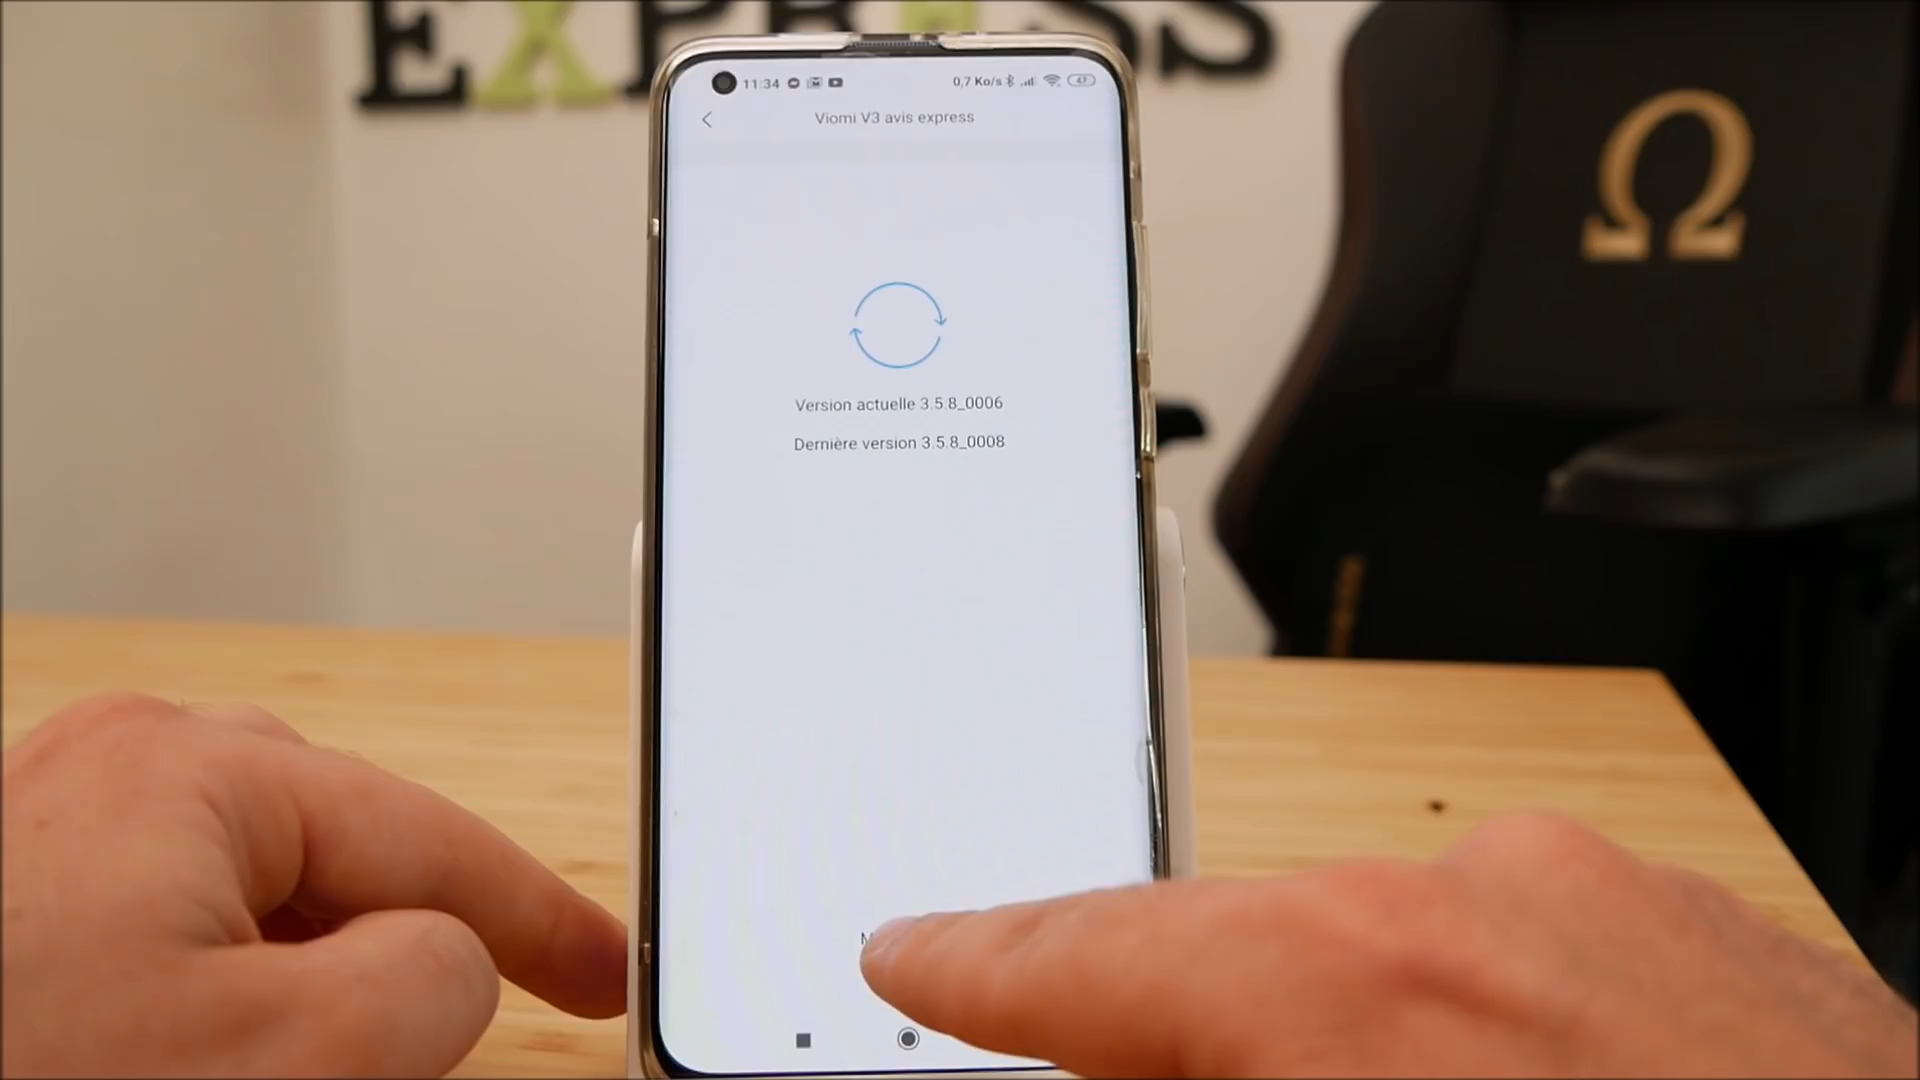 EXPRESS
11:34
0,7 Ko/s
47
Viomi V3 avis express
Version actuelle 3.5.8_0006
Dernière version 3.5.8_0008
Ω